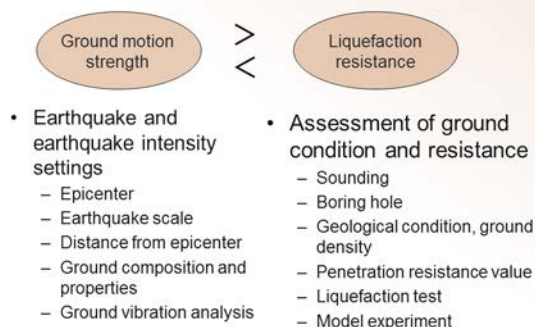 Ground motion
strength
>
<
Liquefaction
resistance
• Earthquake and
earthquake intensity
settings
– Epicenter
– Earthquake scale
– Distance from epicenter
– Ground composition and
properties
– Ground vibration analysis
• Assessment of ground
condition and resistance
– Sounding
– Boring hole
– Geological condition, ground
density
– Penetration resistance value
– Liquefaction test
– Model experiment